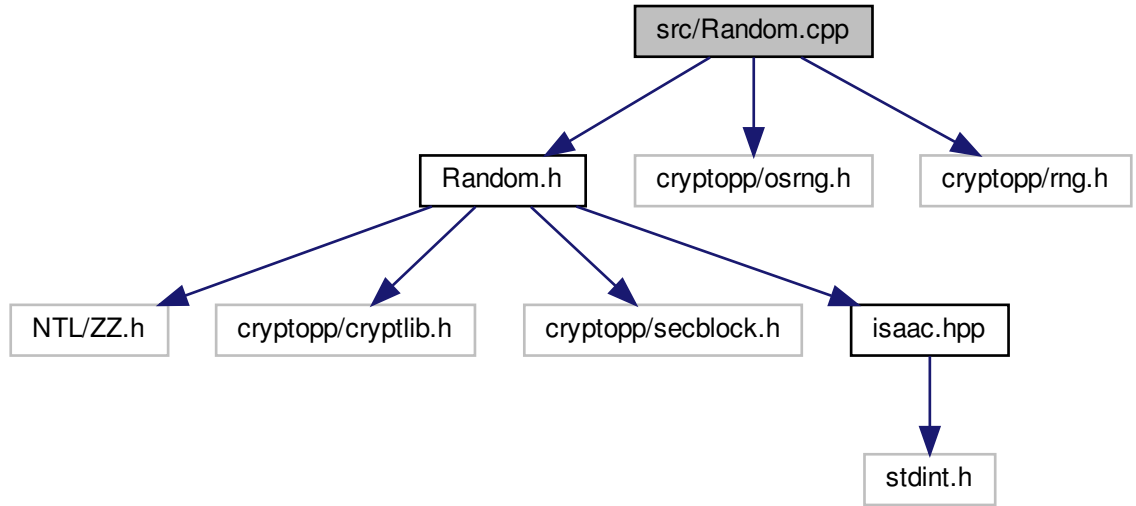 src/Random.cpp
Random.h
cryptopp/osrng.h
cryptopp/rng.h
NTL/ZZ.h
cryptopp/cryptlib.h
cryptopp/secblock.h
isaac.hpp
stdint.h